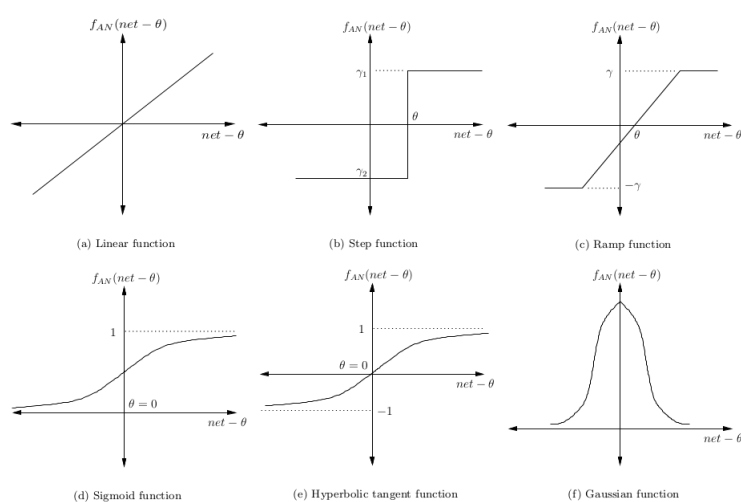 f_AN(net − θ)
γ₁
θ
net − θ
γ₂
(b) Step function
f_AN(net − θ)
net − θ
(a) Linear function
f_AN(net − θ)
γ
θ
net − θ
−γ
(c) Ramp function
f_AN(net − θ)
1
θ = 0
net − θ
(d) Sigmoid function
f_AN(net − θ)
1
θ = 0
net − θ
−1
(e) Hyperbolic tangent function
f_AN(net − θ)
net − θ
(f) Gaussian function